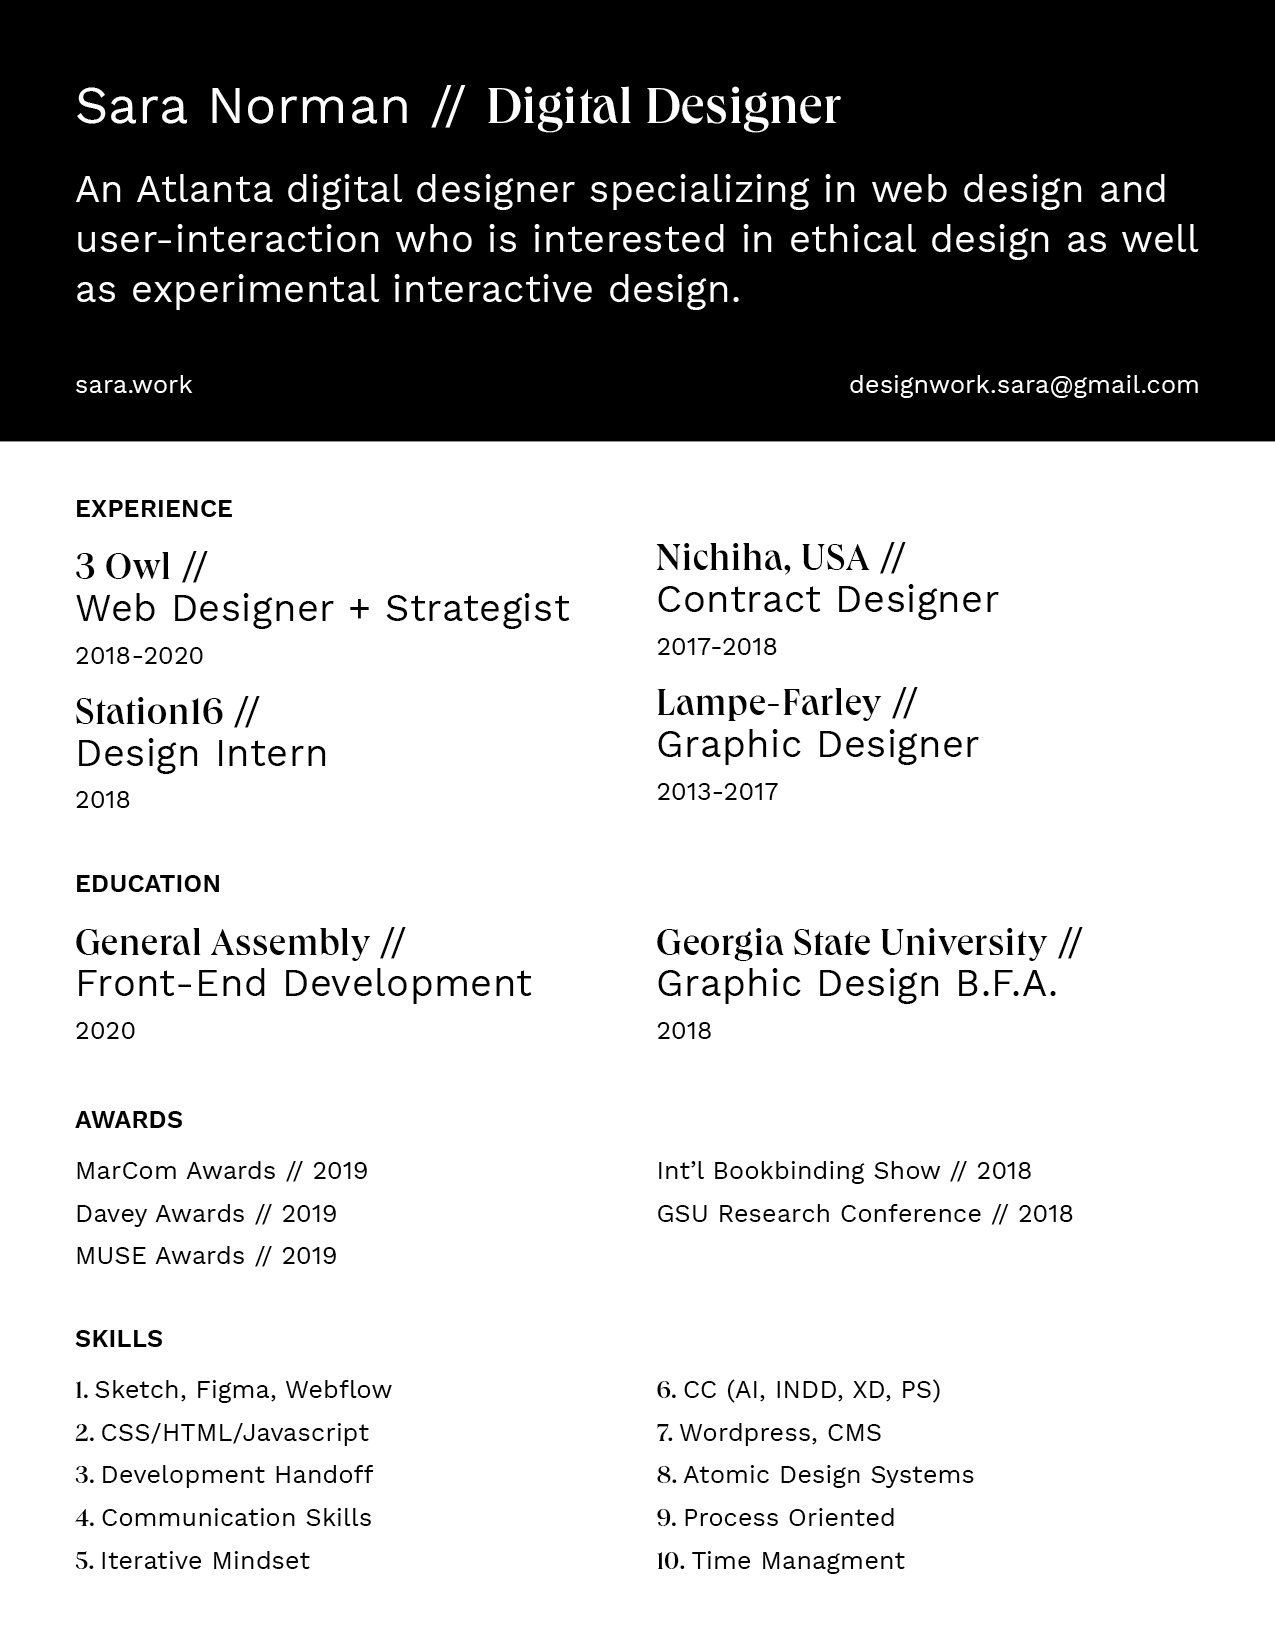 Sara Norman // Digital Designer
An Atlanta digital designer specializing in web design and
user-interaction who is interested in ethical design as well
as experimental interactive design.
sara.work
designwork.sara@gmail.com
EXPERIENCE
3 Owl //
Web Designer + Strategist
2018-2020
Station16 //
Design Intern
2018
Nichiha, USA //
Contract Designer
2017-2018
Lampe-Farley //
Graphic Designer
2013-2017
EDUCATION
General Assembly //
Front-End Development
2020
Georgia State University //
Graphic Design B.F.A.
2018
AWARDS
MarCom Awards // 2019
Davey Awards // 2019
MUSE Awards // 2019
Int’l Bookbinding Show // 2018
GSU Research Conference // 2018
SKILLS
1. Sketch, Figma, Webflow
2. CSS/HTML/Javascript
3. Development Handoff
4. Communication Skills
5. Iterative Mindset
6. CC (AI, INDD, XD, PS)
7. Wordpress, CMS
8. Atomic Design Systems
9. Process Oriented
10. Time Managment